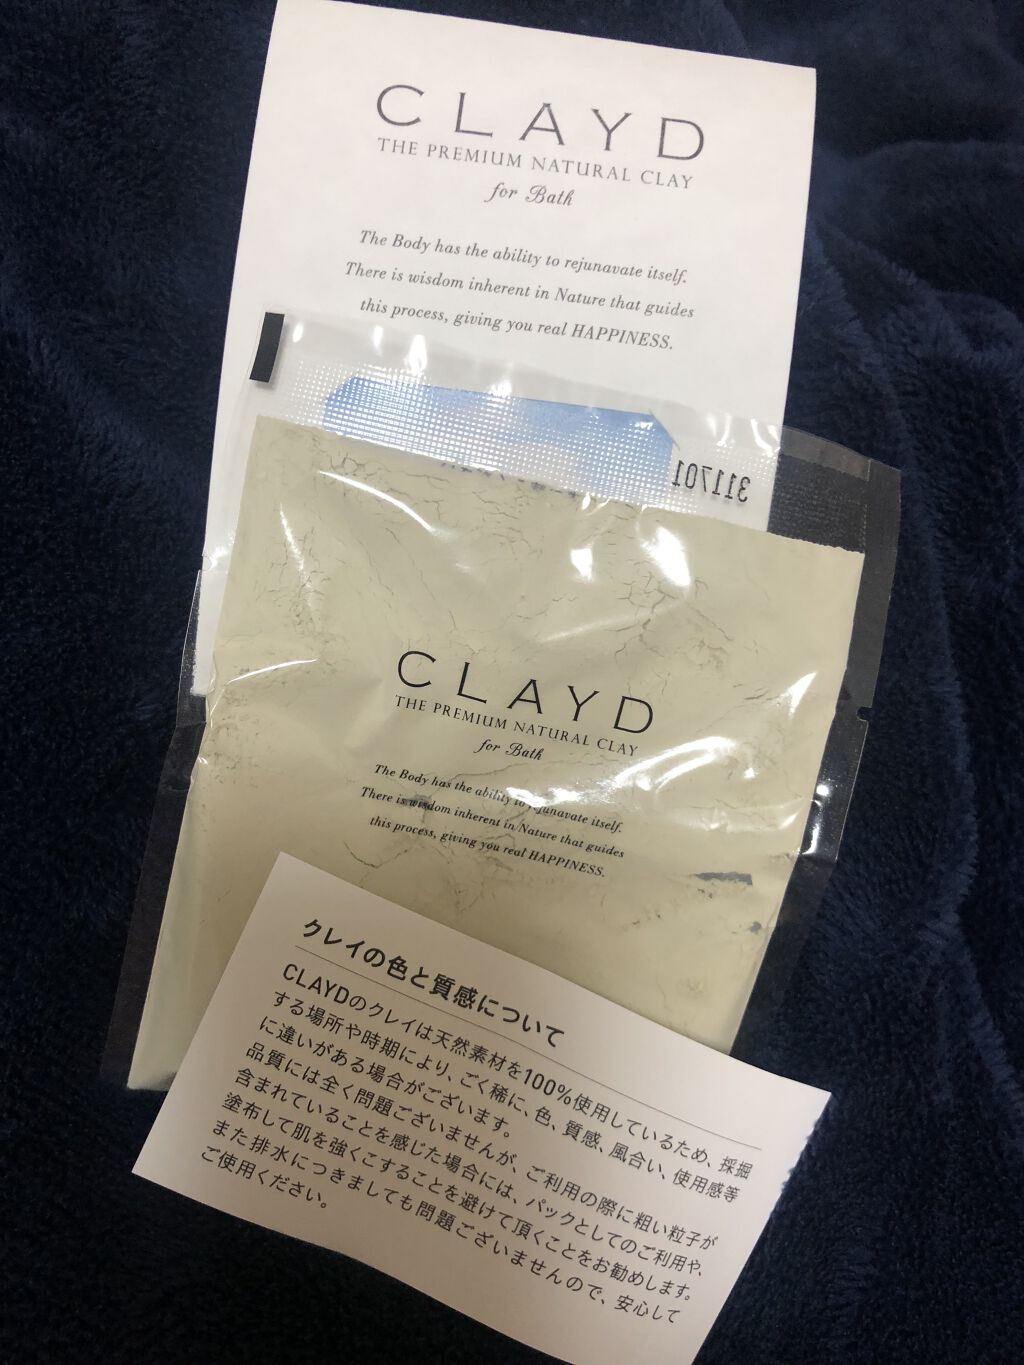 CLAYD
THE PREMIUM NATURAL CLAY
for Bath
The Body has the ability to rejunavate itself.
There is wisdom inherent in Nature that guides
this process, giving you real HAPPINESS.
311701
CLAYD
THE PREMIUM NATURAL CLAY
for Bath
The Body has the ability to rejunavate itself.
There is wisdom inherent in Nature that guides
this process, giving you real HAPPINESS.
クレイの色と質感について
CLAYDのクレイは天然素材を100%使用しているため、採掘
する場所や時期により、ごく稀に、色、質感、風合い、使用感等
に違いがある場合がございます。
品質には全く問題ございませんが、ご利用の際に粗い粒子が
含まれていることを感じた場合には、パックとしてのご利用や、
塗布して肌を強くこすることを避けて頂くことをお勧めします。
また排水につきましても問題ございませんので、安心して
ご使用ください。